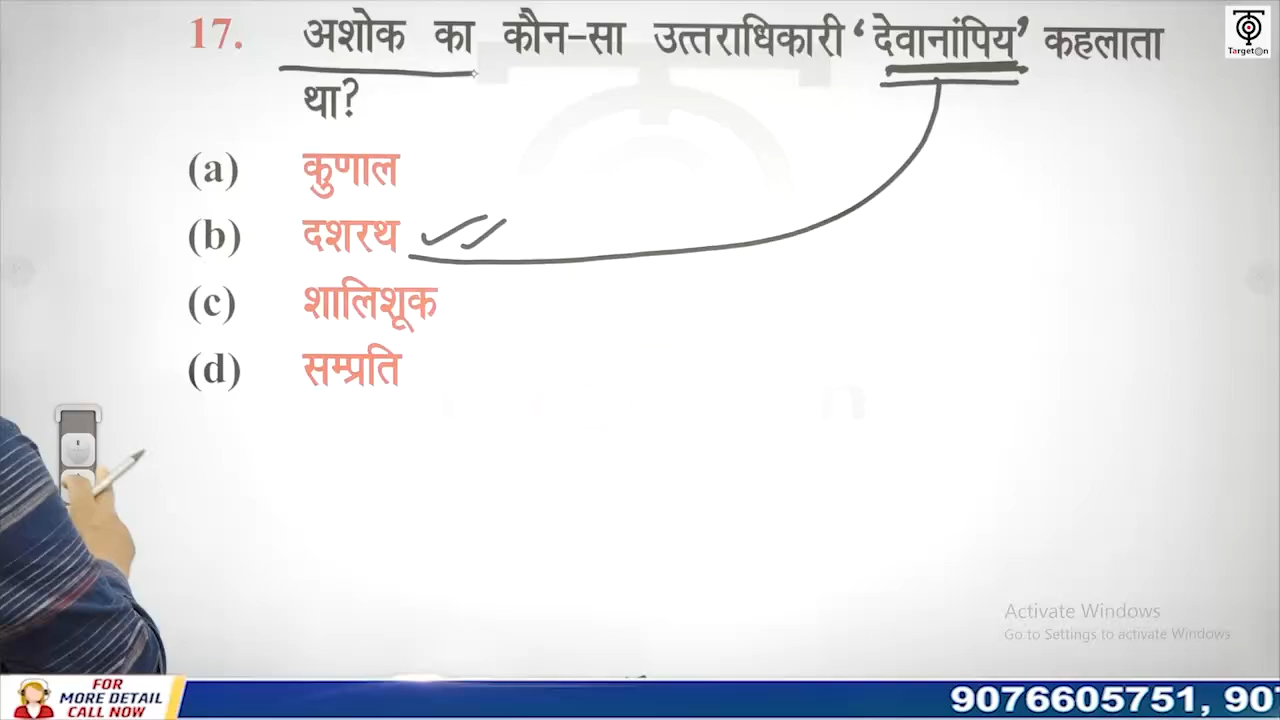 17. अशोक का कौन-सा उत्तराधिकारी ‘देवानांपिय’ कहलाता
था?
(a) कुणाल
(b) दशरथ
(c) शालिशूक
(d) सम्प्रति
TargetOn
Activate Windows
Go to Settings to activate Windows
FOR
MORE DETAIL
CALL NOW
9076605751, 907